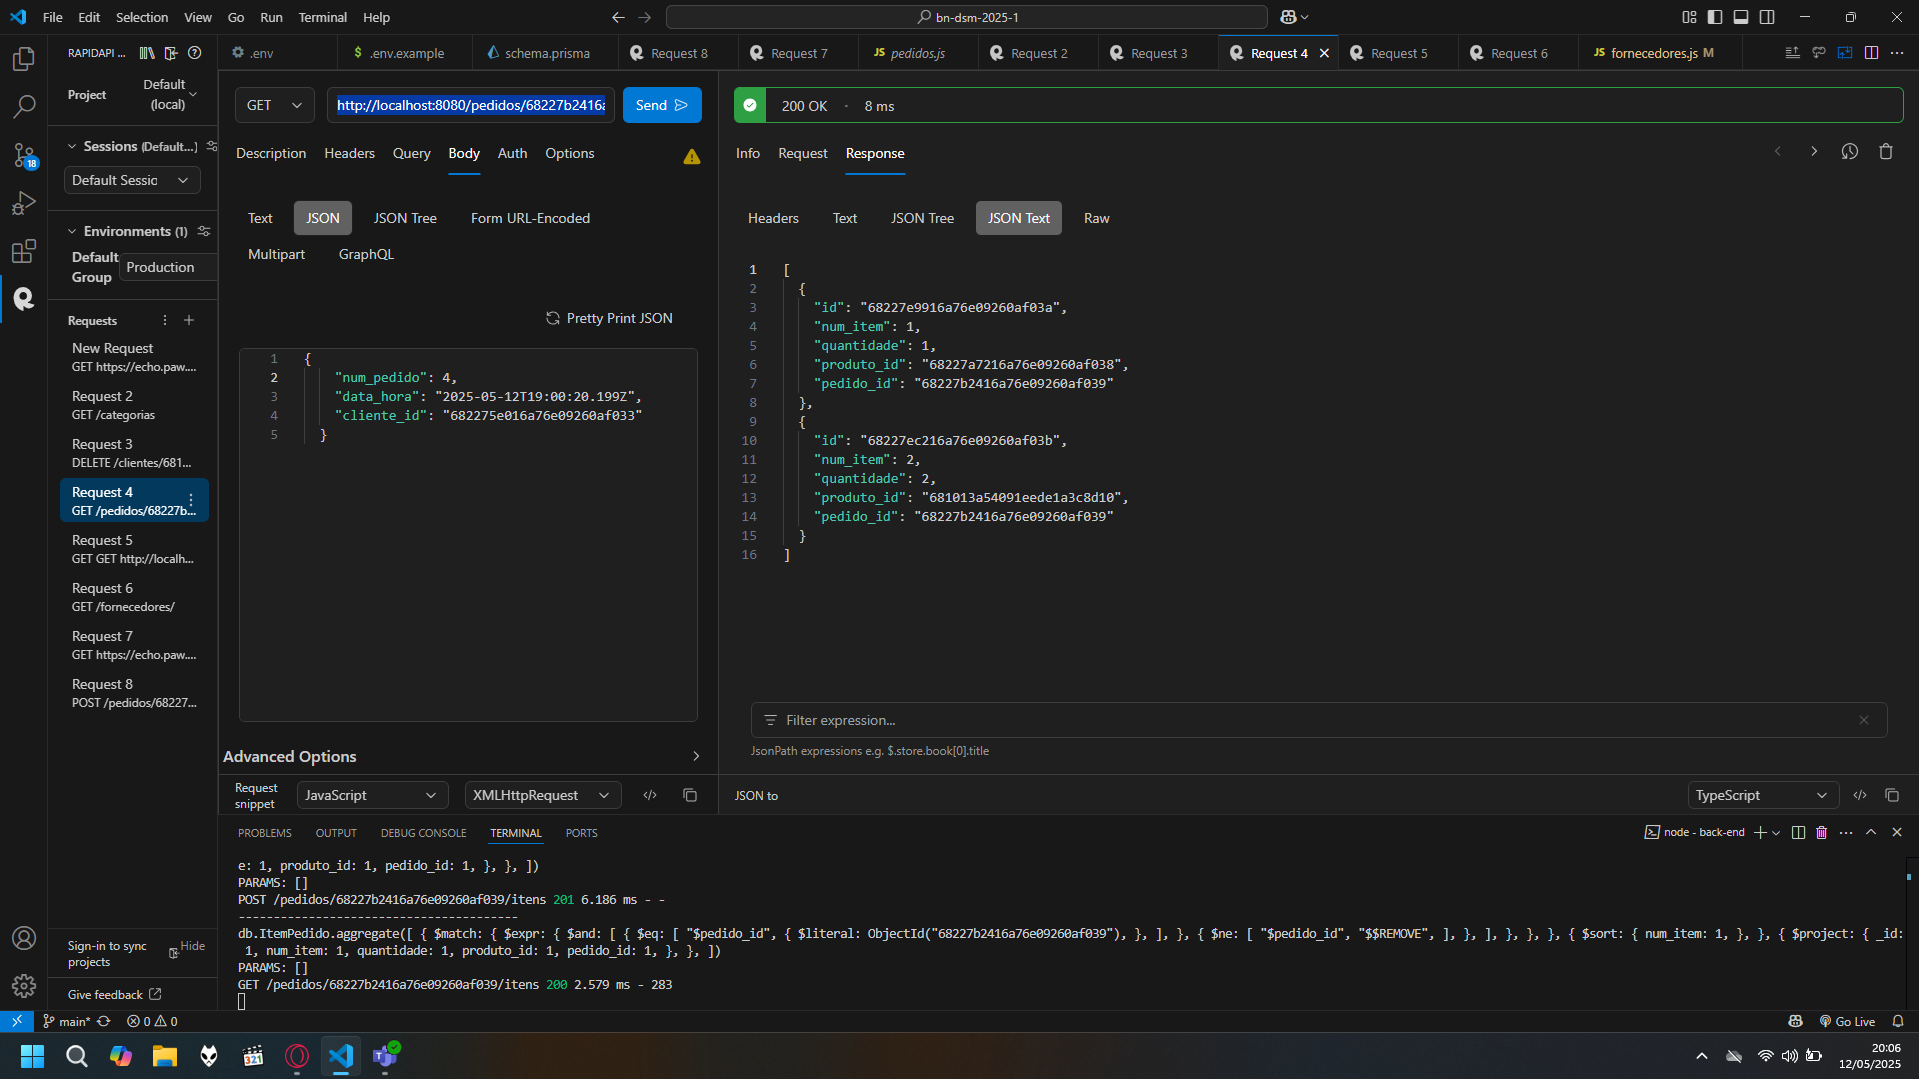 File Edit Selection View Go Run Terminal Help
bn-dsm-2025-1
RAPIDAPI ...
.env
.env.example
schema.prisma
Request 8
Request 7
JS pedidos.js
Request 2
Request 3
Request 4
Request 5
Request 6
JS fornecedores.js M
Project
Default (local)
Sessions (Default...)
Default Sessio
Environments (1)
Default Group
Production
Requests
New Request
GET https://echo.paw....
Request 2
GET /categorias
Request 3
DELETE /clientes/681...
Request 4
GET /pedidos/68227b...
Request 5
GET GET http://localh...
Request 6
GET /fornecedores/
Request 7
GET https://echo.paw....
Request 8
POST /pedidos/68227...
Sign-in to sync projects
Hide
Give feedback
18
GET
http://localhost:8080/pedidos/68227b2416a
Send
Description Headers Query Body Auth Options
Text JSON JSON Tree Form URL-Encoded
Multipart GraphQL
Pretty Print JSON
1 {
2 "num_pedido": 4,
3 "data_hora": "2025-05-12T19:00:20.199Z",
4 "cliente_id": "682275e016a76e09260af033"
5 }
Advanced Options
Request snippet
JavaScript
XMLHttpRequest
200 OK · 8 ms
Info Request Response
Headers Text JSON Tree JSON Text Raw
1 [
2 {
3 "id": "68227e9916a76e09260af03a",
4 "num_item": 1,
5 "quantidade": 1,
6 "produto_id": "68227a7216a76e09260af038",
7 "pedido_id": "68227b2416a76e09260af039"
8 },
9 {
10 "id": "68227ec216a76e09260af03b",
11 "num_item": 2,
12 "quantidade": 2,
13 "produto_id": "681013a54091eede1a3c8d10",
14 "pedido_id": "68227b2416a76e09260af039"
15 }
16 ]
Filter expression...
JsonPath expressions e.g. $.store.book[0].title
JSON to
TypeScript
PROBLEMS OUTPUT DEBUG CONSOLE TERMINAL PORTS
node - back-end
e: 1, produto_id: 1, pedido_id: 1, }, }, ])
PARAMS: []
POST /pedidos/68227b2416a76e09260af039/itens 201 6.186 ms - -
----------------------------------------
db.ItemPedido.aggregate([ { $match: { $expr: { $and: [ { $eq: [ "$pedido_id", { $literal: ObjectId("68227b2416a76e09260af039"), }, ], }, { $ne: [ "$pedido_id", "$$REMOVE", ], }, ], }, }, }, { $sort: { num_item: 1, }, }, { $project: { _id:
1, num_item: 1, quantidade: 1, produto_id: 1, pedido_id: 1, }, }, ])
PARAMS: []
GET /pedidos/68227b2416a76e09260af039/itens 200 2.579 ms - 283
main*
0
0
Go Live
321
20:06
12/05/2025